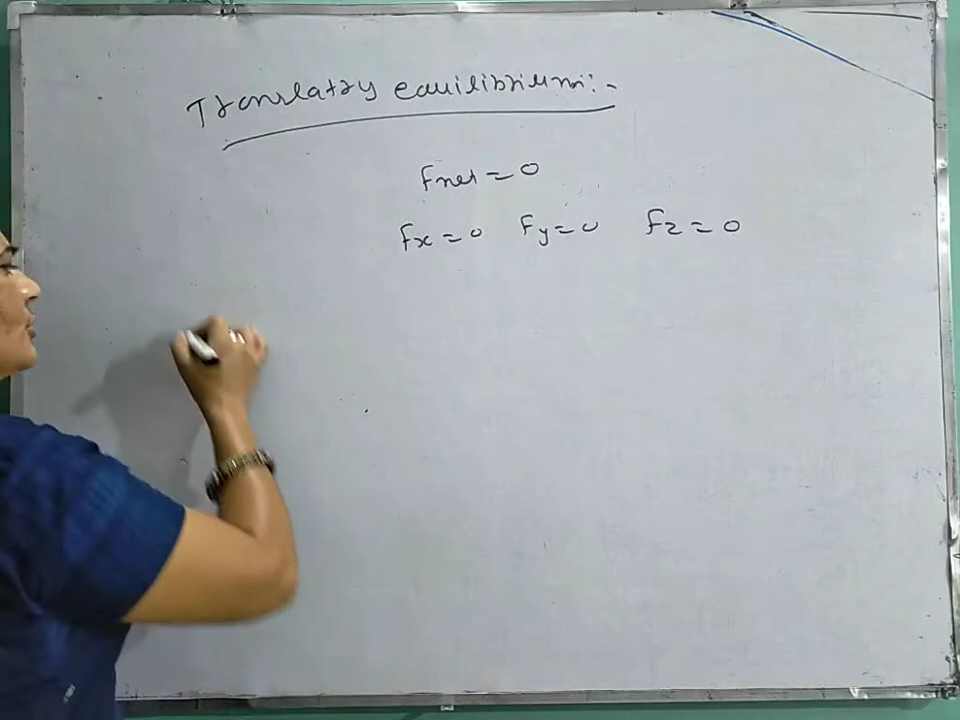 Translatry equilibrium:-
Fnet = 0
Fx = 0 Fy = 0 Fz = 0